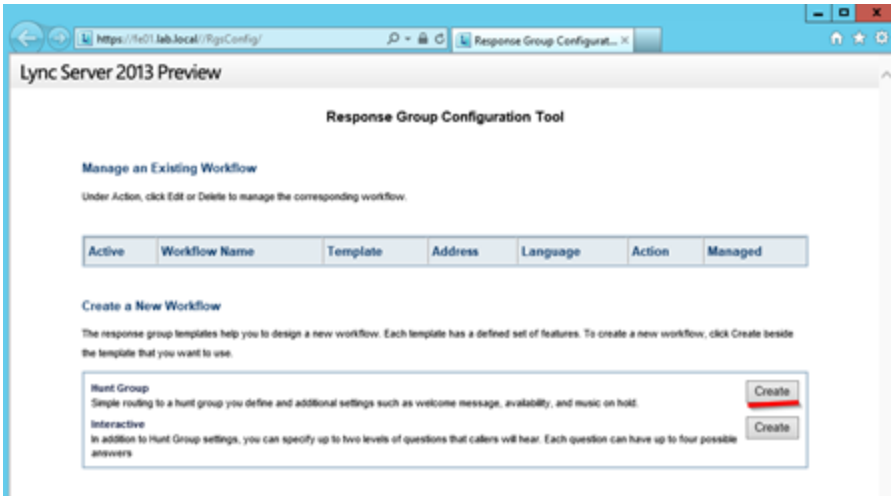 https://fe01.lab.local//RgsConfig/
Response Group Configurat...
Lync Server 2013 Preview
Response Group Configuration Tool
Manage an Existing Workflow
Under Action, click Edit or Delete to manage the corresponding workflow.
Active Workflow Name Template Address Language Action Managed
Create a New Workflow
The response group templates help you to design a new workflow. Each template has a defined set of features. To create a new workflow, click Create beside
the template that you want to use.
Hunt Group
Simple routing to a hunt group you define and additional settings such as welcome message, availability, and music on hold.
Create
Interactive
In addition to Hunt Group settings, you can specify up to two levels of questions that callers will hear. Each question can have up to four possible
answers
Create